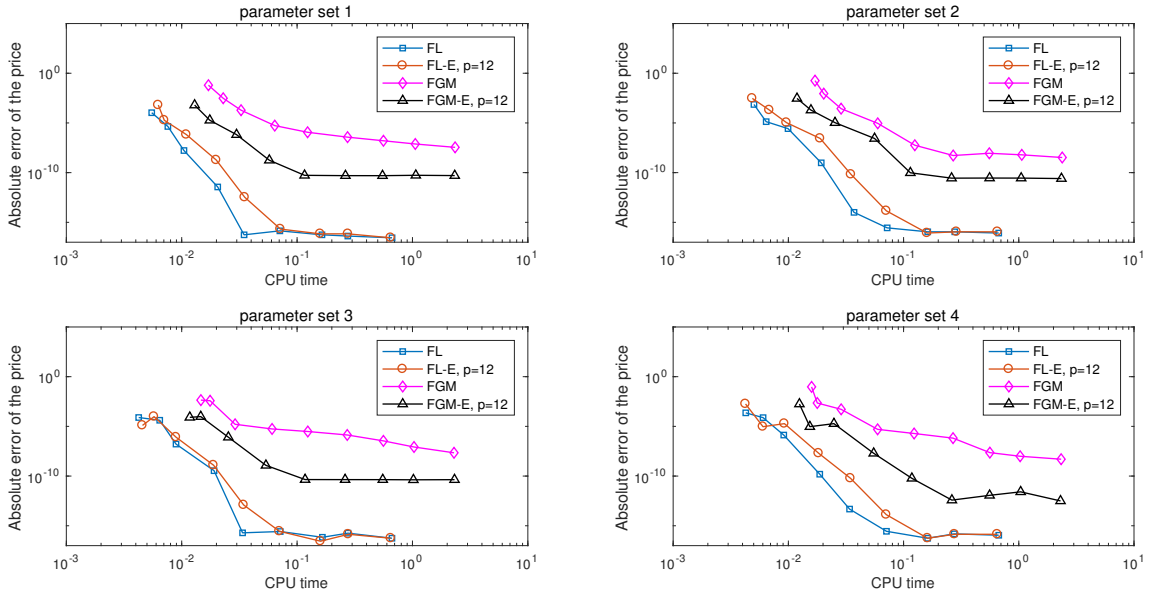 parameter set 1
Absolute error of the price
10^0
10^-10
FL
FL-E, p=12
FGM
FGM-E, p=12
10^-3
10^-2
10^-1
10^0
10^1
CPU time
parameter set 2
Absolute error of the price
10^0
10^-10
FL
FL-E, p=12
FGM
FGM-E, p=12
10^-3
10^-2
10^-1
10^0
10^1
CPU time
parameter set 3
Absolute error of the price
10^0
10^-10
FL
FL-E, p=12
FGM
FGM-E, p=12
10^-3
10^-2
10^-1
10^0
10^1
CPU time
parameter set 4
Absolute error of the price
10^0
10^-10
FL
FL-E, p=12
FGM
FGM-E, p=12
10^-3
10^-2
10^-1
10^0
10^1
CPU time